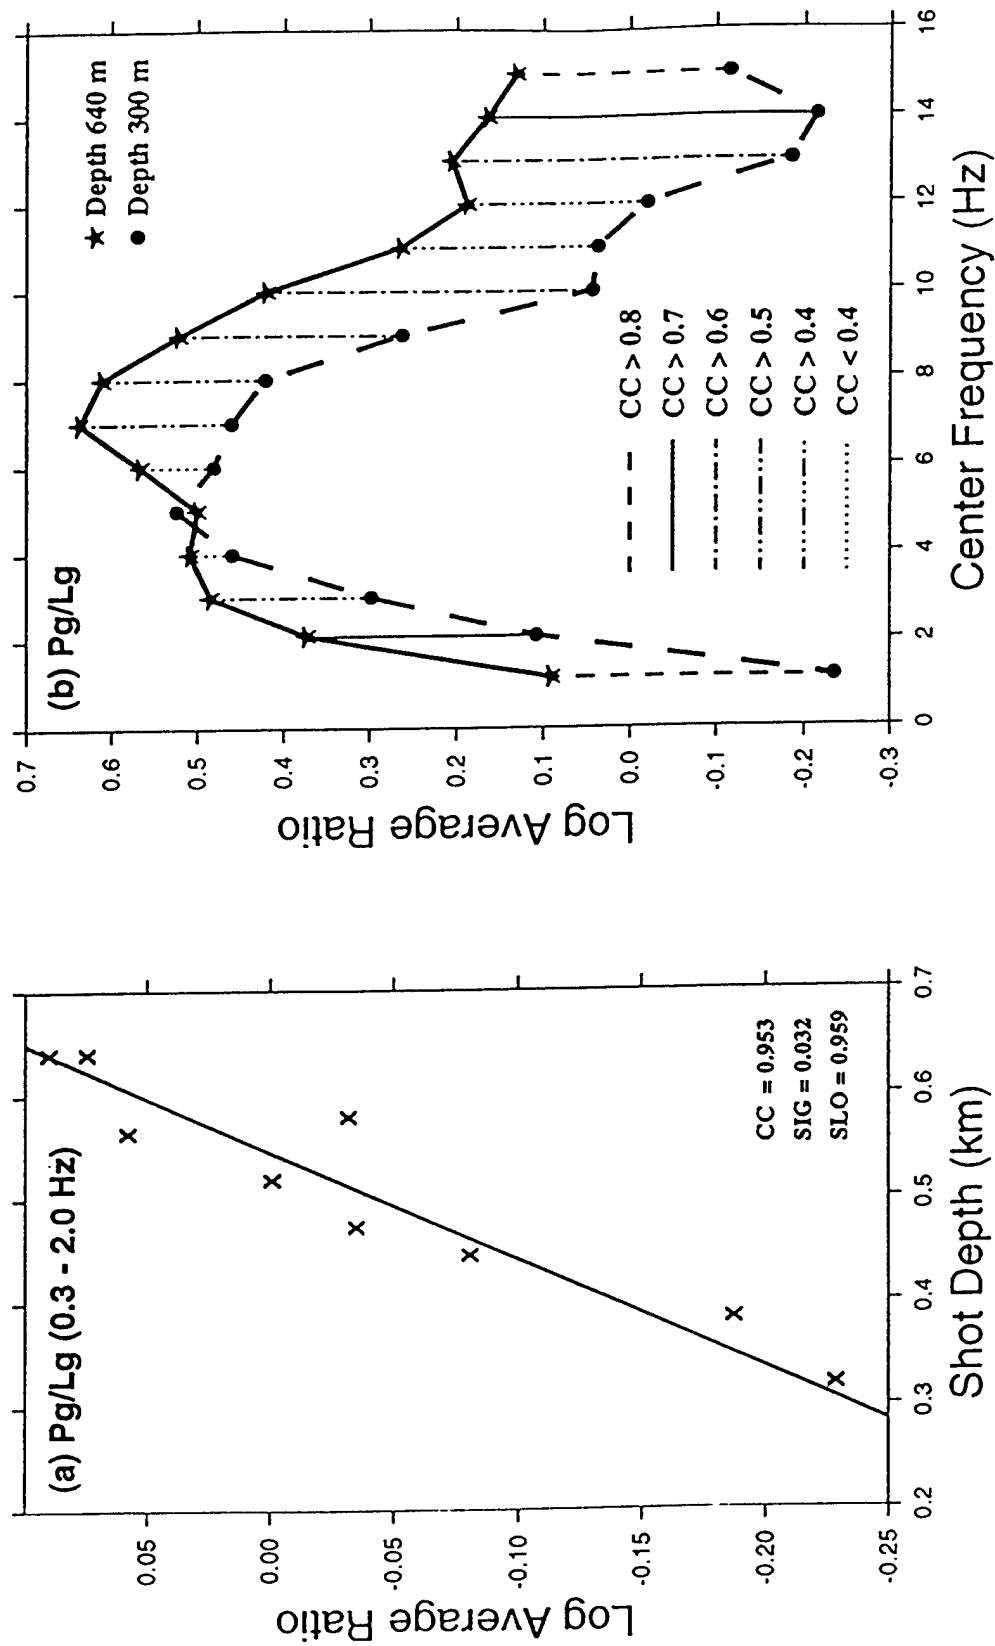 (a) Pg/Lg (0.3 - 2.0 Hz)
Log Average Ratio
0.05
0.00
-0.05
-0.10
-0.15
-0.20
-0.25
0.2
0.3
0.4
0.5
0.6
0.7
Shot Depth (km)
CC = 0.953
SIG = 0.032
SLO = 0.959
(b) Pg/Lg
Log Average Ratio
0.7
0.6
0.5
0.4
0.3
0.2
0.1
0.0
-0.1
-0.2
-0.3
0
2
4
6
8
10
12
14
16
Center Frequency (Hz)
Depth 640 m
Depth 300 m
CC > 0.8
CC > 0.7
CC > 0.6
CC > 0.5
CC > 0.4
CC < 0.4